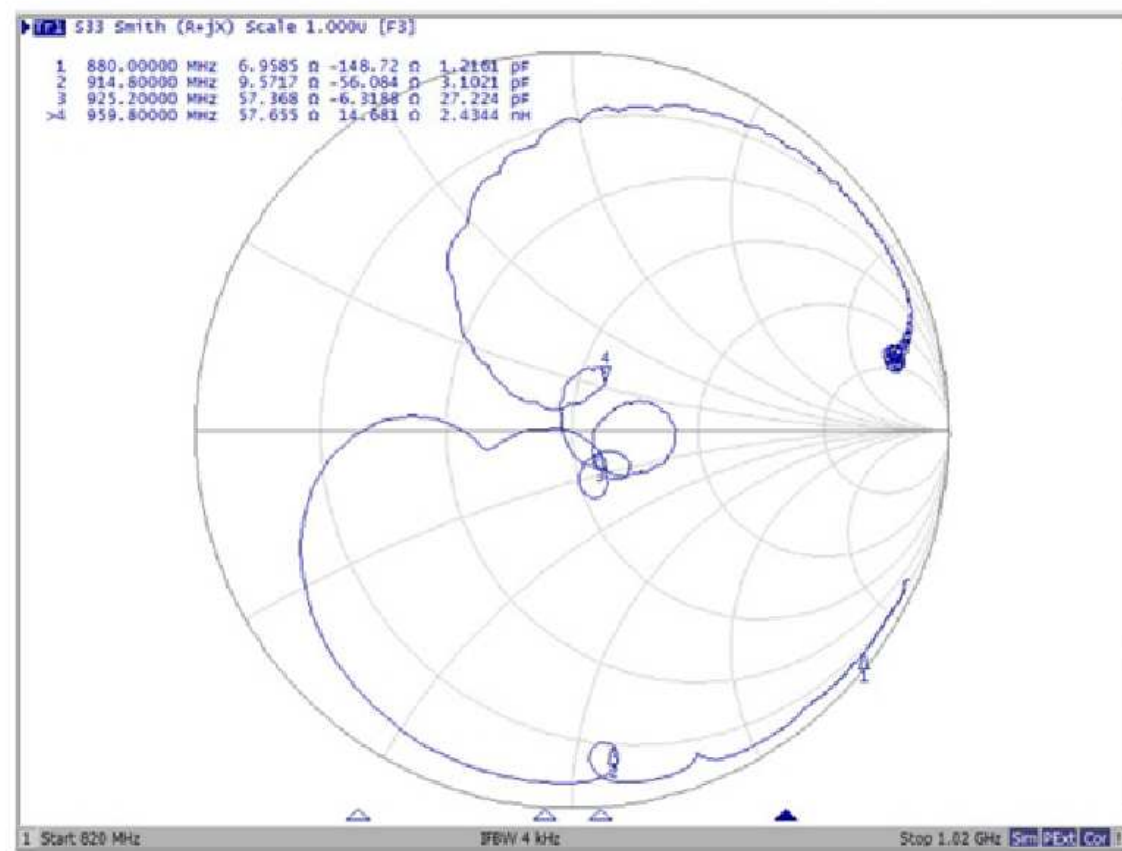 Tr1 S33 Smith (R+jX) Scale 1.000U [F3]
1 880.00000 MHz 6.9585 Ω -148.72 Ω 1.2161 pF
2 914.80000 MHz 9.5717 Ω -56.084 Ω 3.1021 pF
3 925.20000 MHz 57.368 Ω -6.3188 Ω 27.224 pF
>4 959.80000 MHz 57.655 Ω 14.681 Ω 2.4344 nH
4
3
1
2
1 Start 820 MHz IFBW 4 kHz Stop 1.02 GHz Sim PExt Cor !